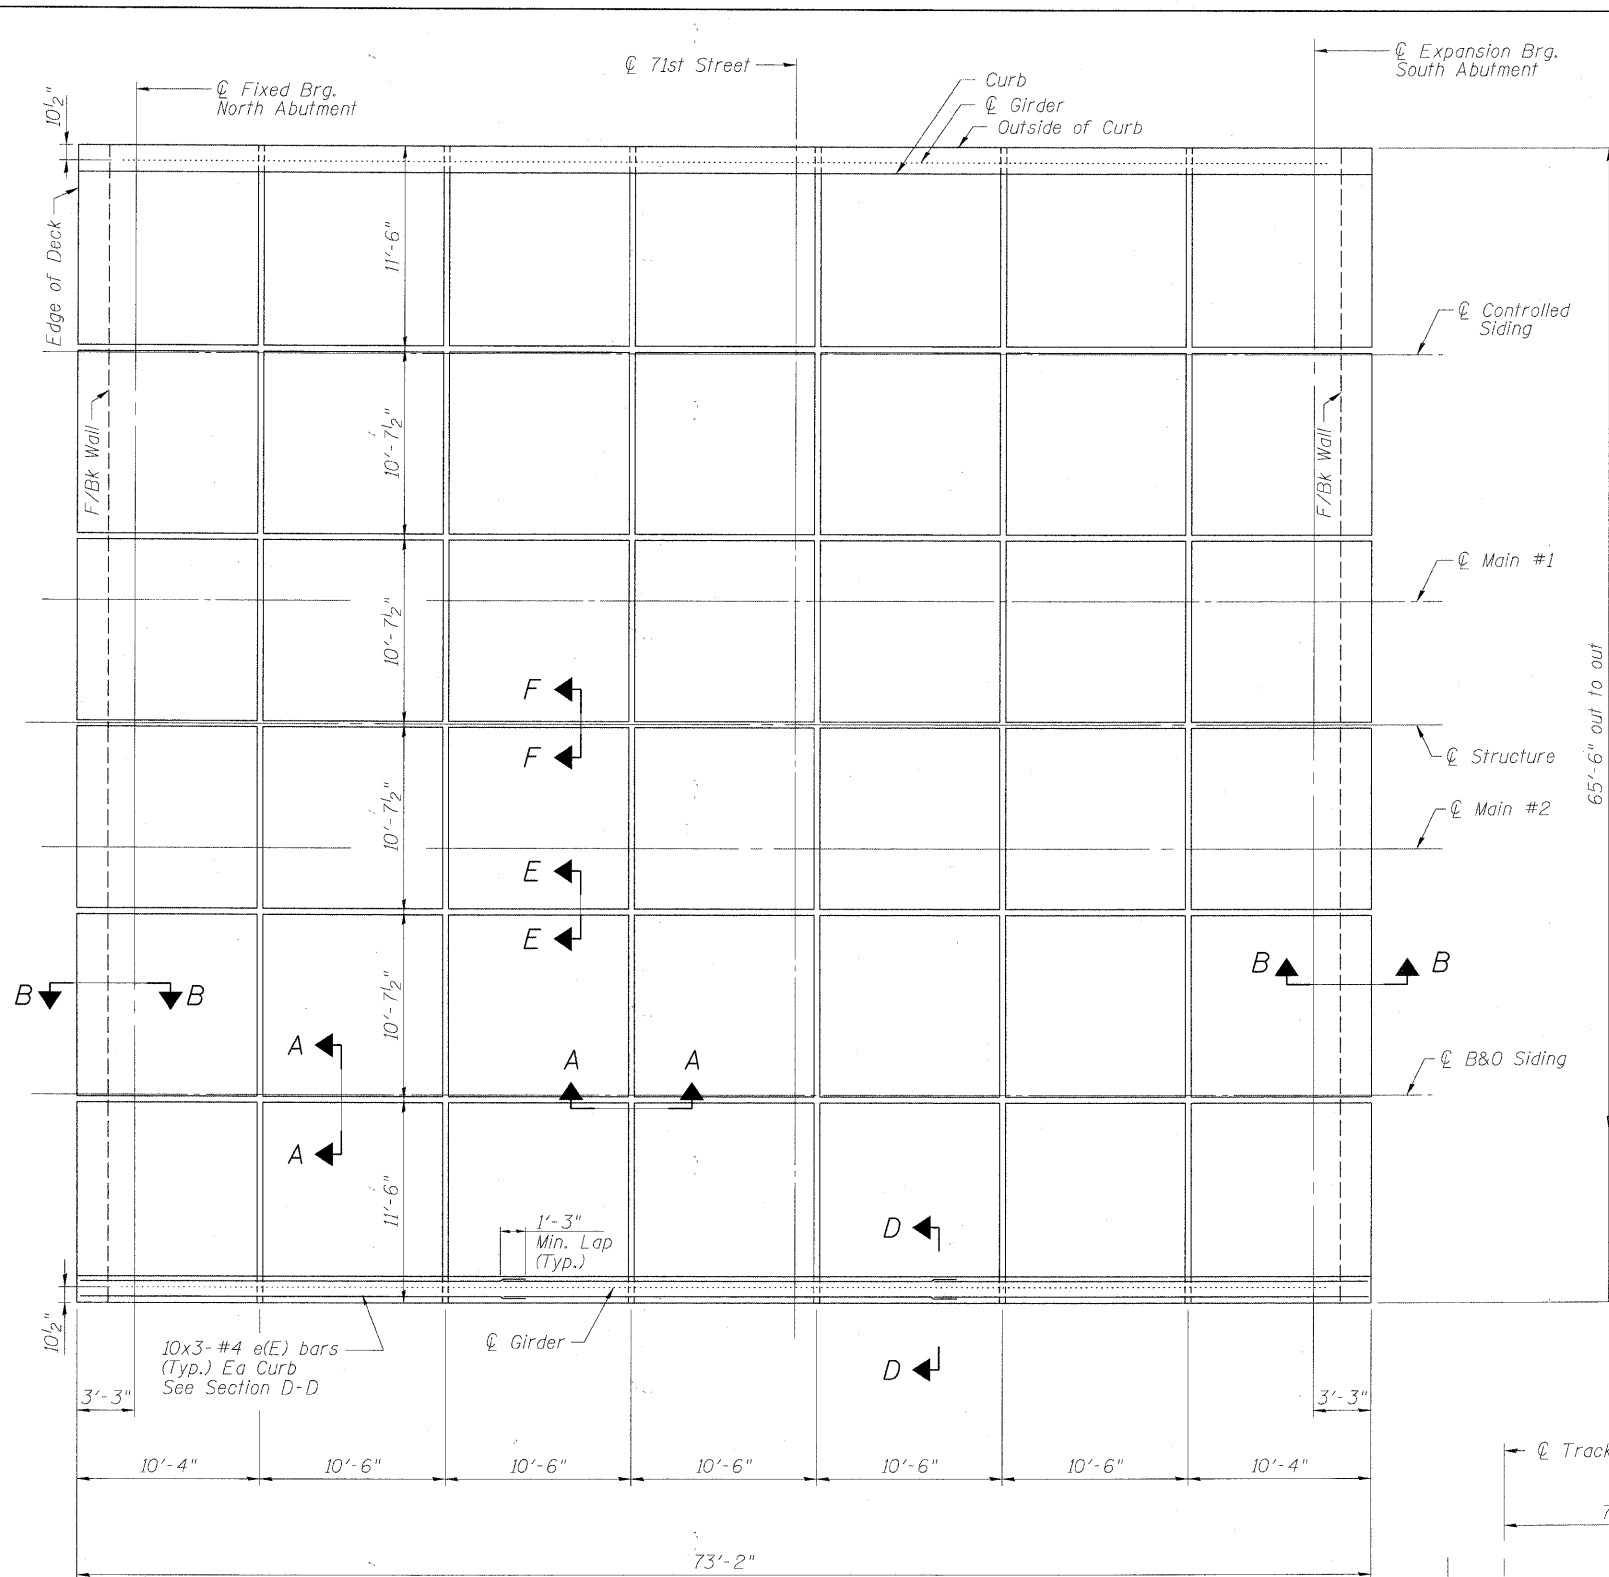 ℄ Fixed Brg.
North Abutment
℄ 71st Street
Curb
℄ Girder
Outside of Curb
℄ Expansion Brg.
South Abutment
10½"
Edge of Deck
11'-6"
℄ Controlled
Siding
F/Bk Wall
10'-7½"
F/Bk Wall
℄ Main #1
10'-7½"
65'-6" out to out
F
F
℄ Structure
10'-7½"
℄ Main #2
E
E
B
B
B
B
10'-7½"
A
A
A
A
℄ B&O Siding
11'-6"
1'-3"
Min. Lap
(Typ.)
D
D
10½"
10x3-#4 e(E) bars
(Typ.) Ea Curb
See Section D-D
℄ Girder
3'-3"
3'-3"
10'-4"
10'-6"
10'-6"
10'-6"
10'-6"
10'-6"
10'-4"
℄ Track
7
73'-2"